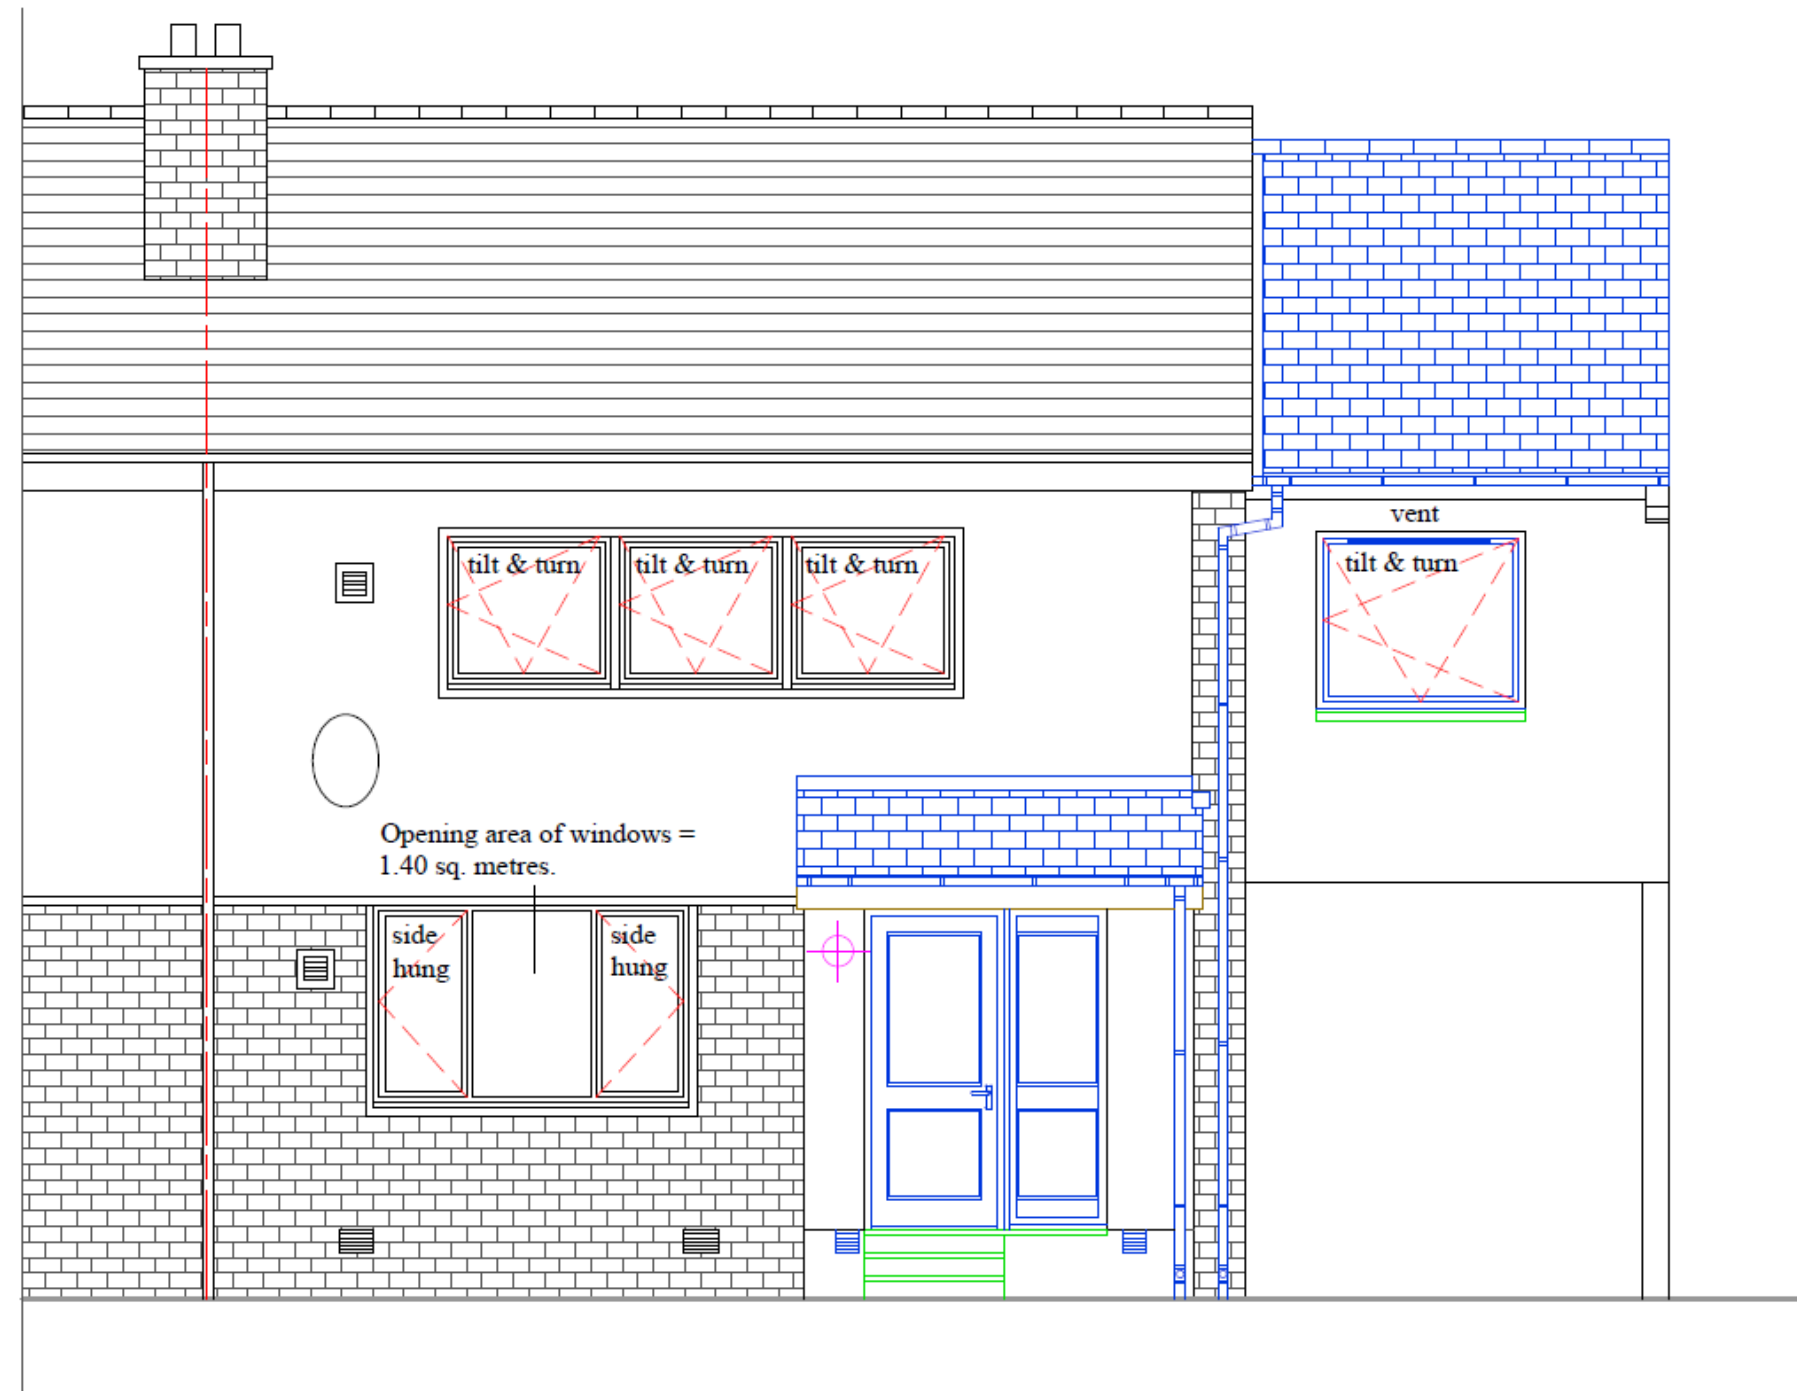 vent
tilt & turn
tilt & turn
tilt & turn
tilt & turn
Opening area of windows =
1.40 sq. metres.
side
hung
side
hung